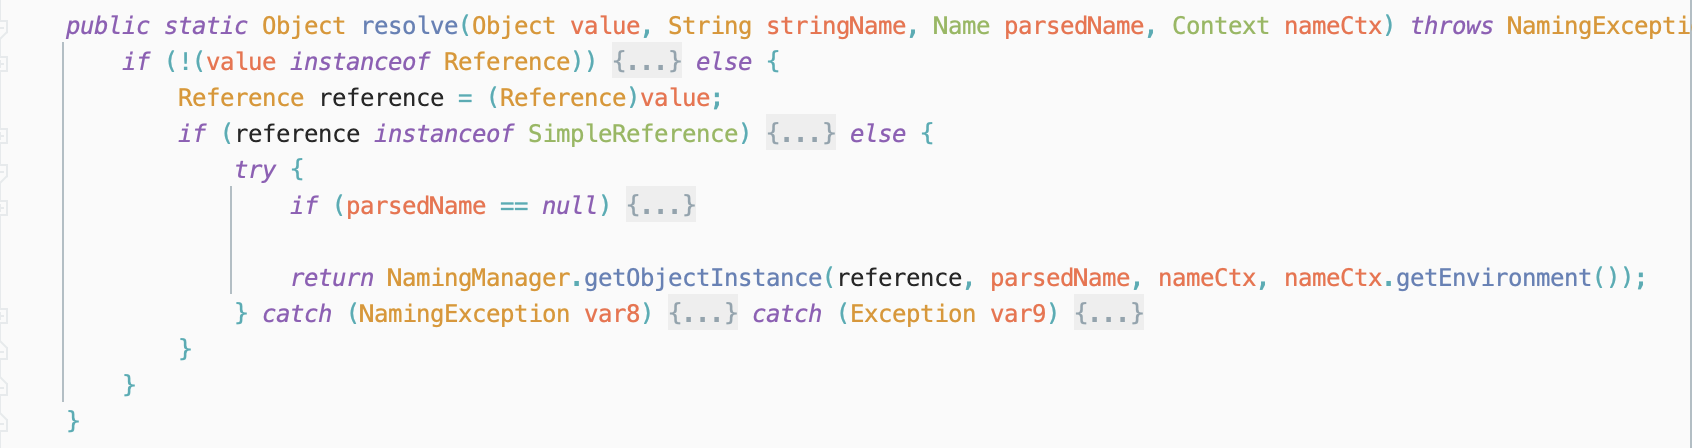 public static Object resolve(Object value, String stringName, Name parsedName, Context nameCtx) throws NamingExcepti
if (!(value instanceof Reference)) {...} else {
Reference reference = (Reference)value;
if (reference instanceof SimpleReference) {...} else {
try {
if (parsedName == null) {...}
return NamingManager.getObjectInstance(reference, parsedName, nameCtx, nameCtx.getEnvironment());
} catch (NamingException var8) {...} catch (Exception var9) {...}
}
}
}